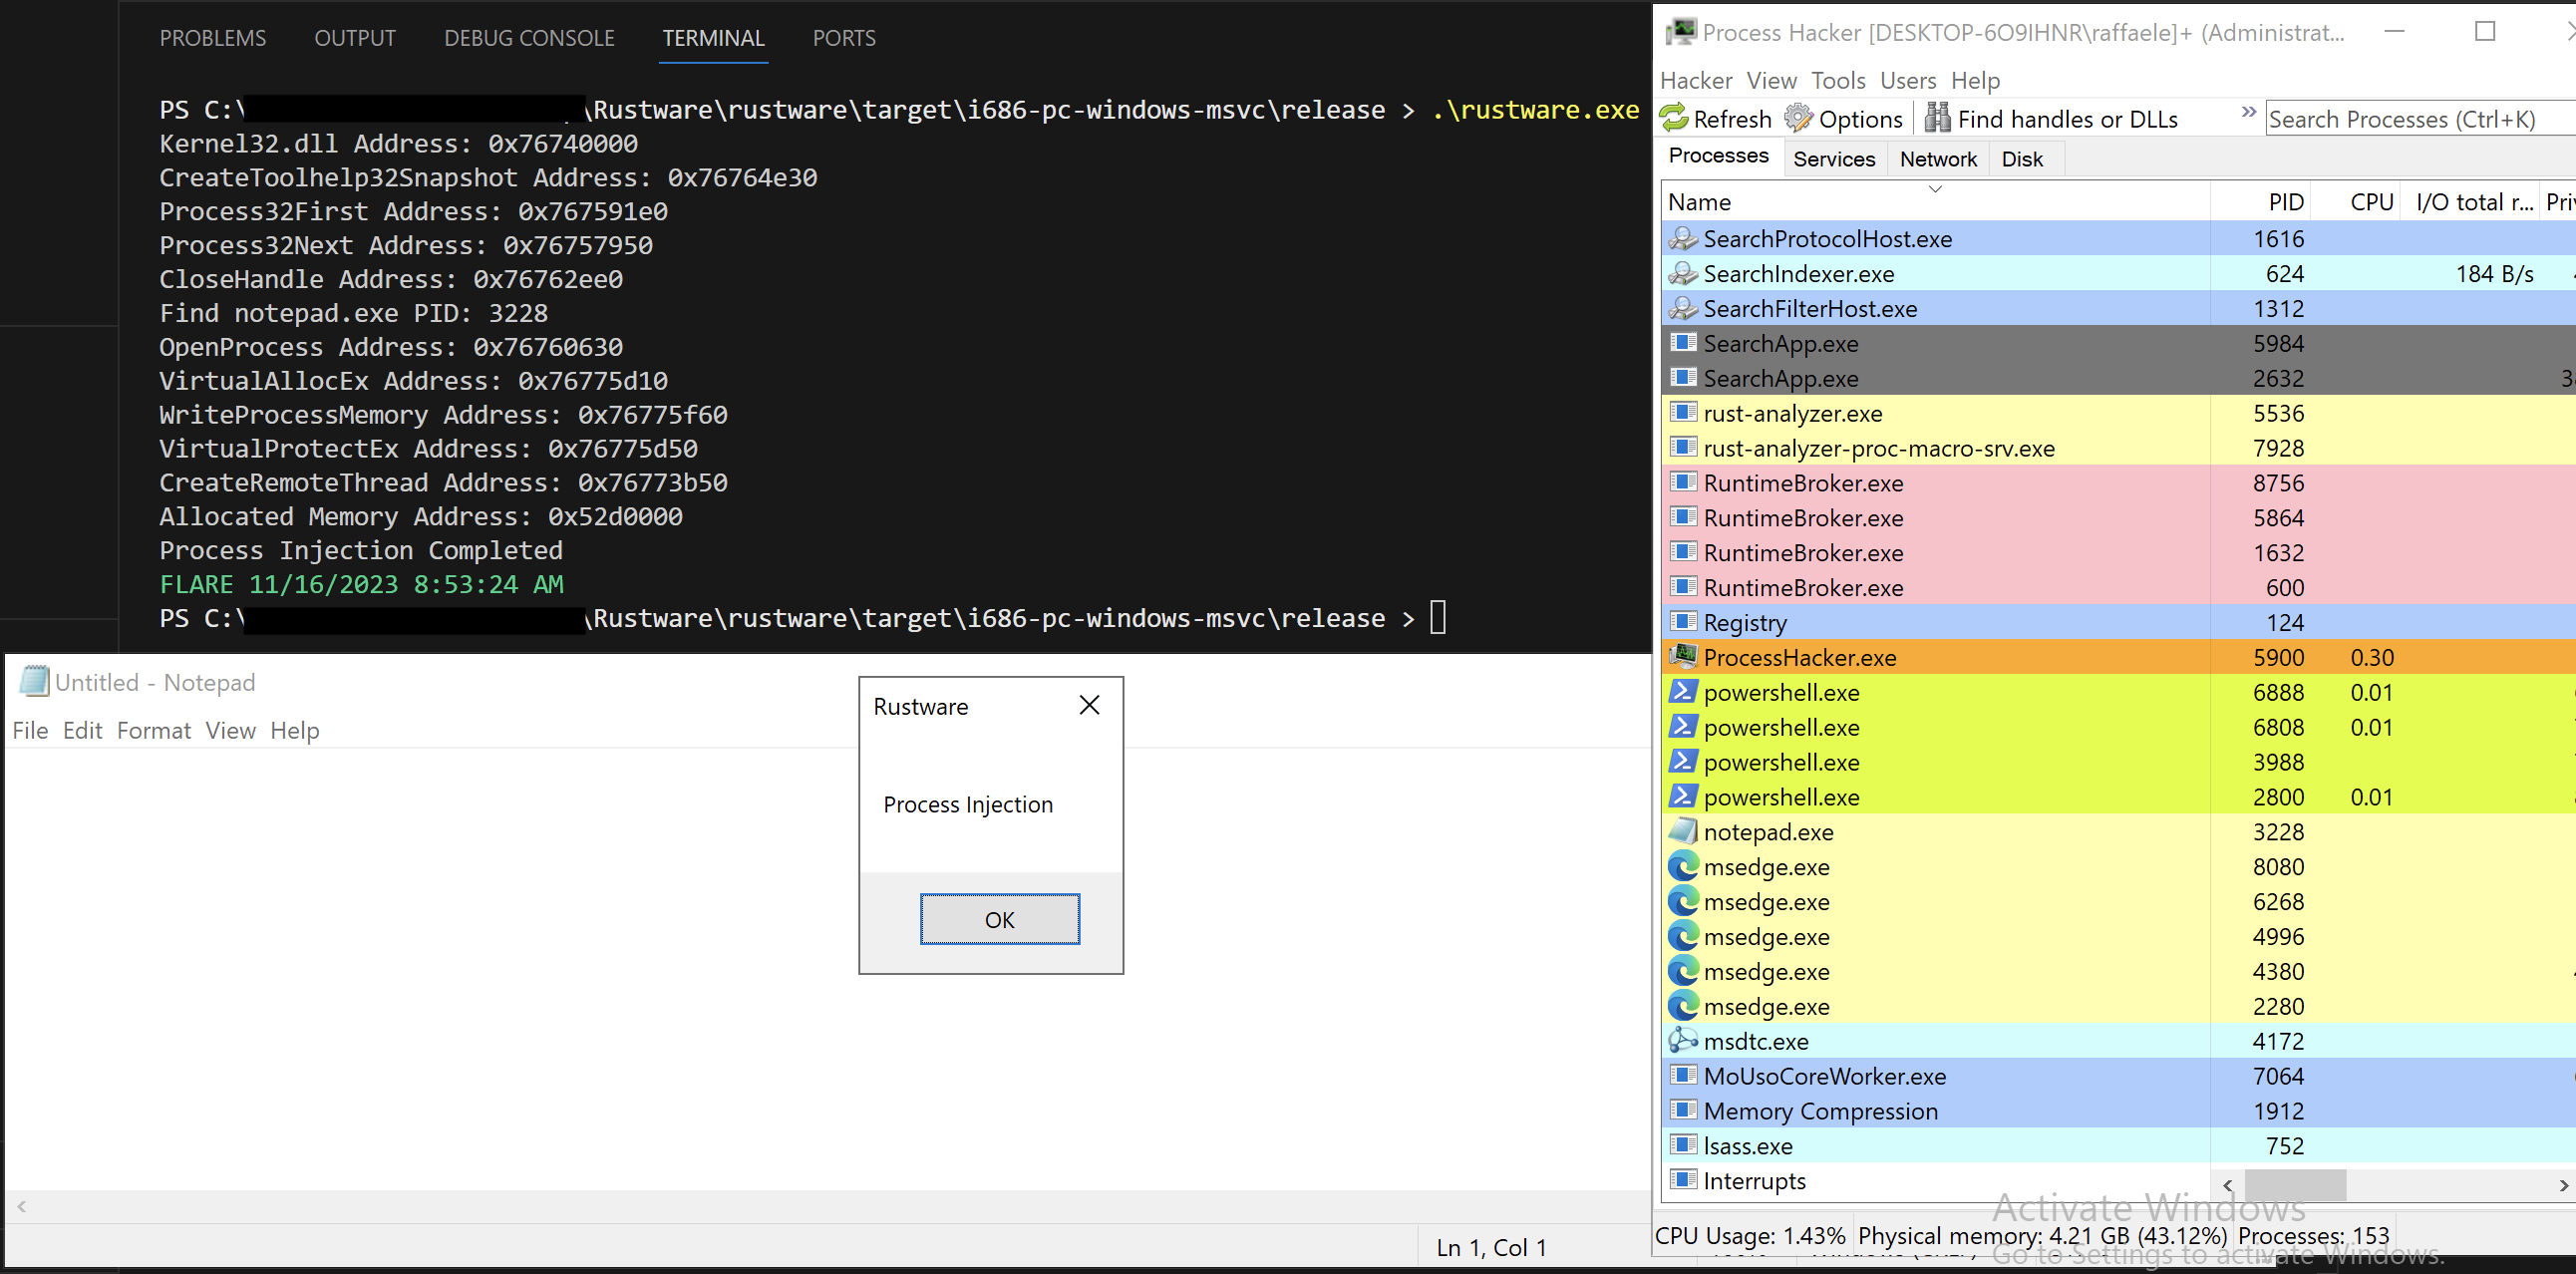 PROBLEMS OUTPUT DEBUG CONSOLE TERMINAL PORTS
PS C:\ \Rustware\rustware\target\i686-pc-windows-msvc\release > .\rustware.exe
Kernel32.dll Address: 0x76740000
CreateToolhelp32Snapshot Address: 0x76764e30
Process32First Address: 0x767591e0
Process32Next Address: 0x76757950
CloseHandle Address: 0x76762ee0
Find notepad.exe PID: 3228
OpenProcess Address: 0x76760630
VirtualAllocEx Address: 0x76775d10
WriteProcessMemory Address: 0x76775f60
VirtualProtectEx Address: 0x76775d50
CreateRemoteThread Address: 0x76773b50
Allocated Memory Address: 0x52d0000
Process Injection Completed
FLARE 11/16/2023 8:53:24 AM
PS C:\ \Rustware\rustware\target\i686-pc-windows-msvc\release >
Untitled - Notepad
File Edit Format View Help
Rustware
Process Injection
OK
Ln 1, Col 1
Process Hacker [DESKTOP-6O9IHNR\raffaele]+ (Administrat...
Hacker View Tools Users Help
Refresh Options Find handles or DLLs » Search Processes (Ctrl+K)
Processes Services Network Disk
Name PID CPU I/O total r... Pri
SearchProtocolHost.exe 1616
SearchIndexer.exe 624 184 B/s
SearchFilterHost.exe 1312
SearchApp.exe 5984
SearchApp.exe 2632
rust-analyzer.exe 5536
rust-analyzer-proc-macro-srv.exe 7928
RuntimeBroker.exe 8756
RuntimeBroker.exe 5864
RuntimeBroker.exe 1632
RuntimeBroker.exe 600
Registry 124
ProcessHacker.exe 5900 0.30
powershell.exe 6888 0.01
powershell.exe 6808 0.01
powershell.exe 3988
powershell.exe 2800 0.01
notepad.exe 3228
msedge.exe 8080
msedge.exe 6268
msedge.exe 4996
msedge.exe 4380
msedge.exe 2280
msdtc.exe 4172
MoUsoCoreWorker.exe 7064
Memory Compression 1912
lsass.exe 752
Interrupts
Activate Windows
CPU Usage: 1.43% Physical memory: 4.21 GB (43.12%) Processes: 153
Go to Settings to activate Windows.